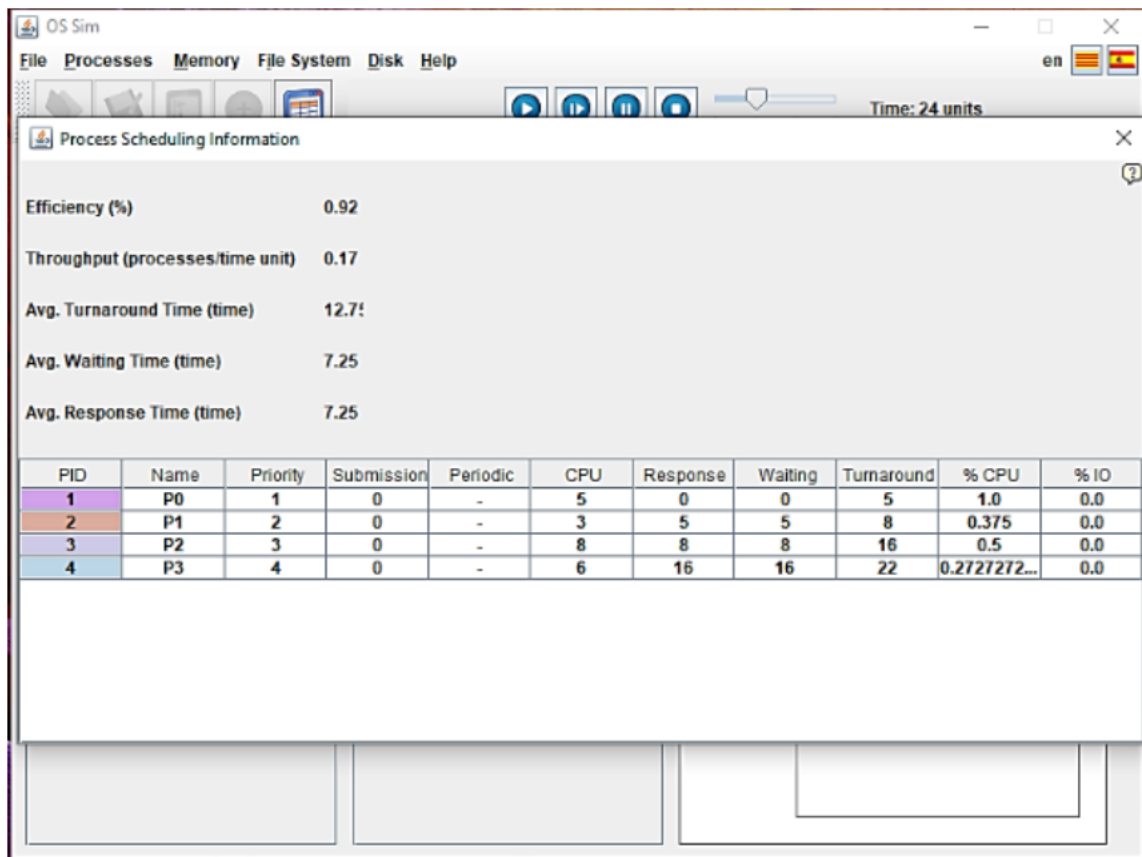 OS Sim
File Processes Memory File System Disk Help en
Time: 24 units
Process Scheduling Information
Efficiency (%) 0.92
Throughput (processes/time unit) 0.17
Avg. Turnaround Time (time) 12.75
Avg. Waiting Time (time) 7.25
Avg. Response Time (time) 7.25
PID Name Priority Submission Periodic CPU Response Waiting Turnaround % CPU % IO
1 P0 1 0 - 5 0 0 5 1.0 0.0
2 P1 2 0 - 3 5 5 8 0.375 0.0
3 P2 3 0 - 8 8 8 16 0.5 0.0
4 P3 4 0 - 6 16 16 22 0.2727272... 0.0